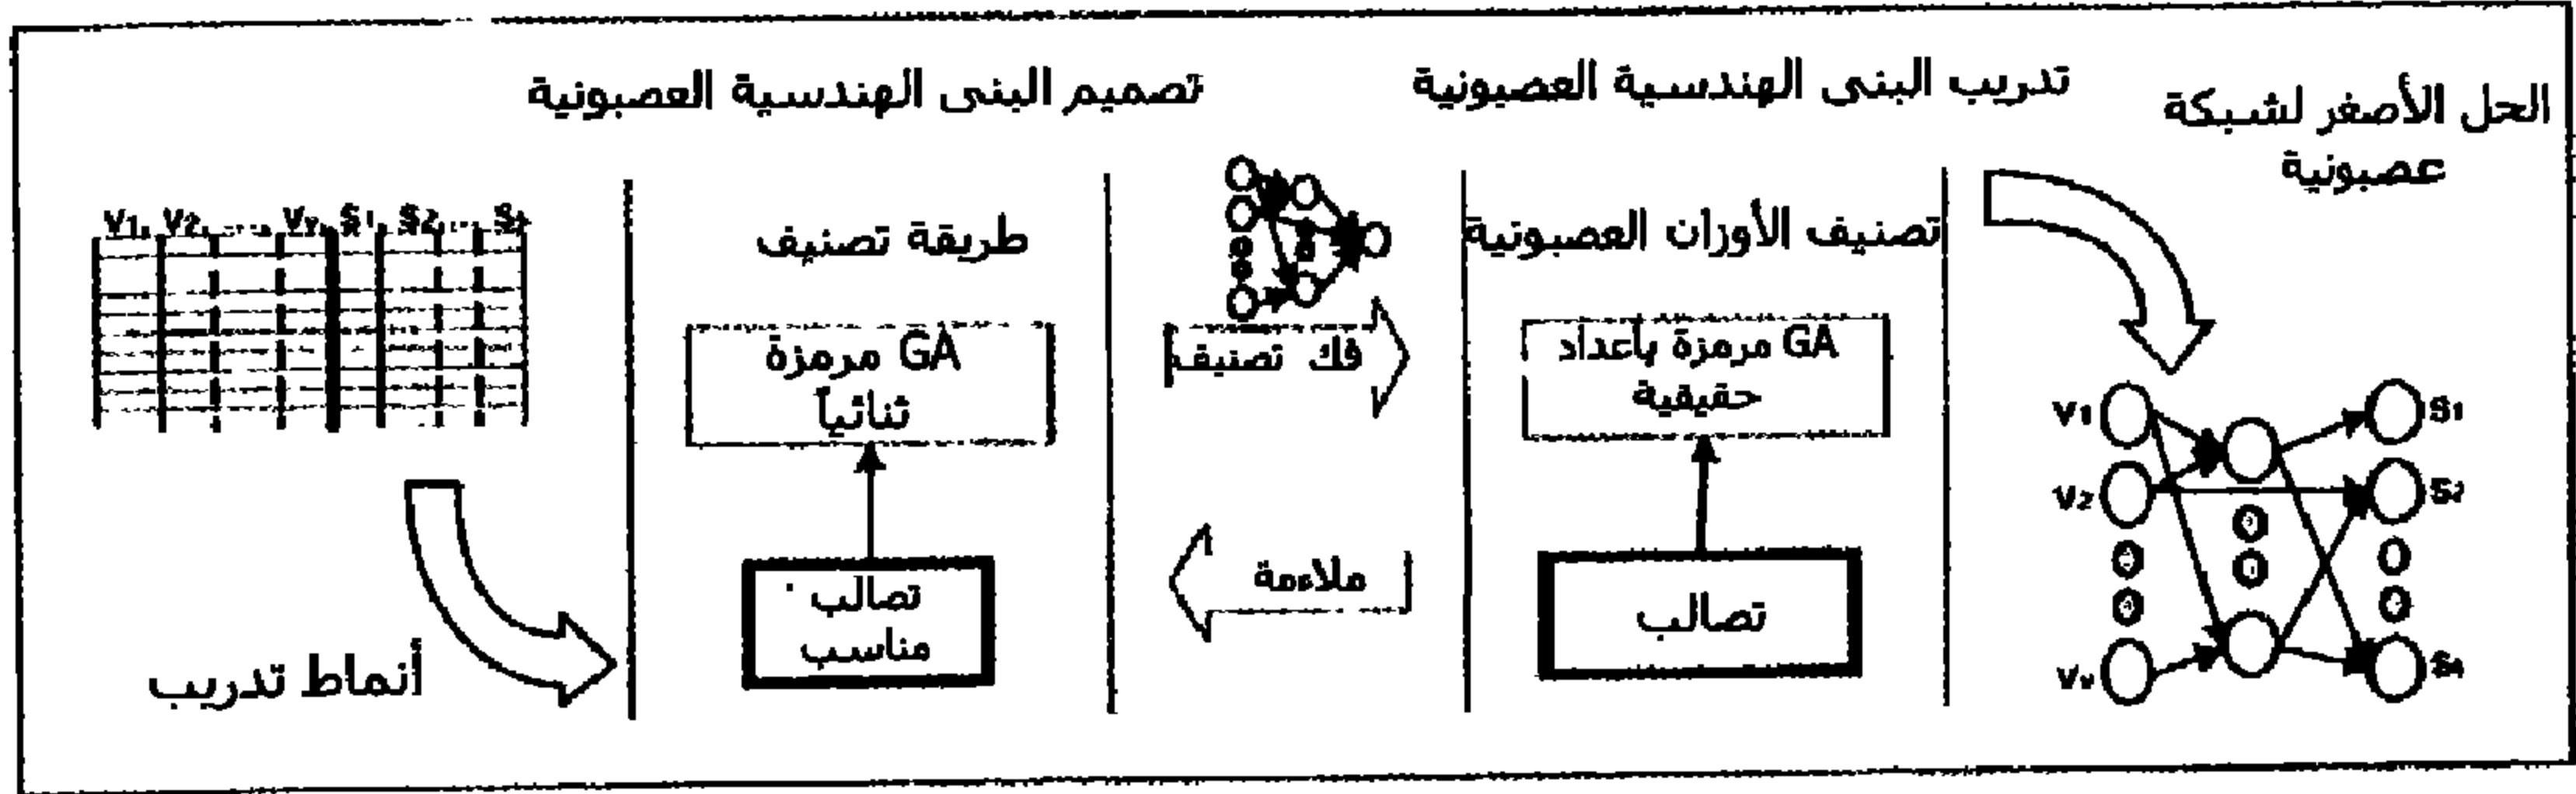 تصميم البنى الهندسية العصبونية
تدريب البنى الهندسية العصبونية
الحل الأصغر لشبكة
عصبونية
V1, V2, ...., Vv, S1, S2,... Ss
أنماط تدريب
طريقة تصنيف
GA مرمزة
ثنائياً
تصالب
مناسب
فك تصنيف
ملاءمة
تصنيف الأوزان العصبونية
GA مرمزة بأعداد
حقيقية
تصالب
V1
V2
Vv
S1
S2